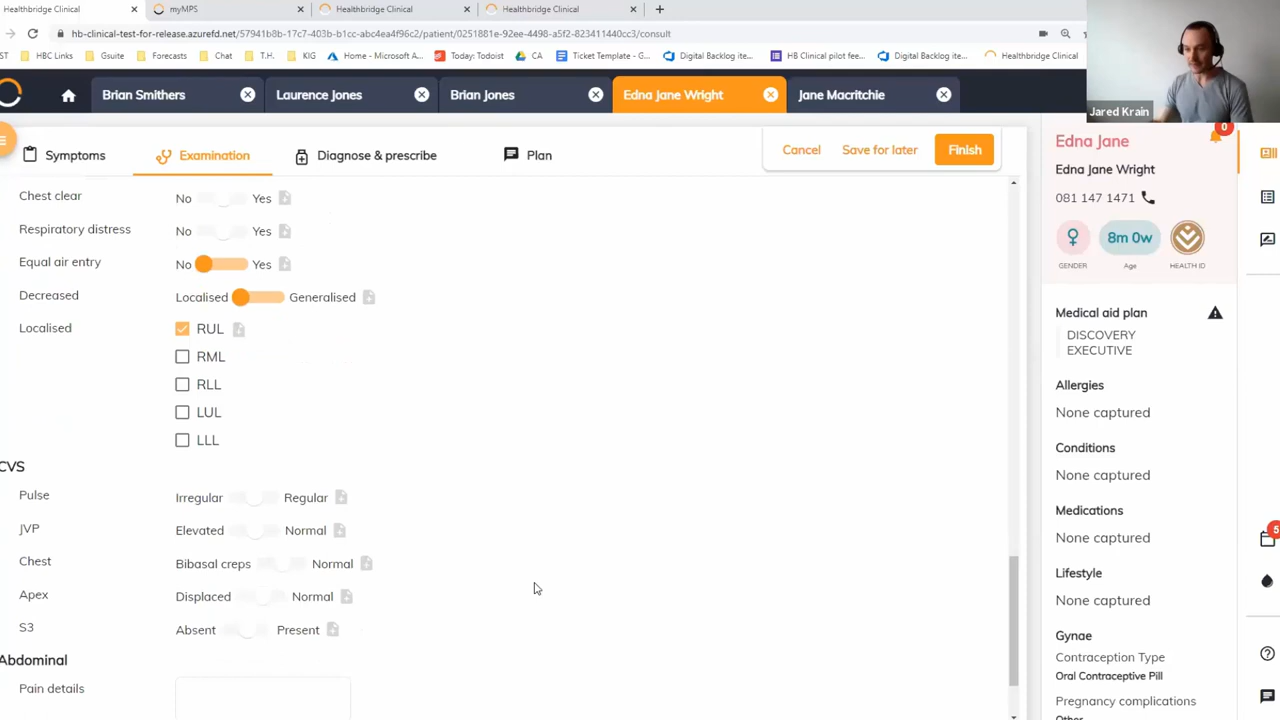 Healthbridge Clinical
myMPS
Healthbridge Clinical
Healthbridge Clinical
hb-clinical-test-for-release.azurefd.net/57941b8b-17c7-403b-b1cc-abc4ea4f96c2/patient/0251881e-92ee-4498-a5f2-823411440cc3/consult
ST HBC Links Gsuite Forecasts Chat T.H. KIG Home - Microsoft A... Today: Todoist CA Ticket Template - G... Digital Backlog ite... HB Clinical pilot fee... Digital Backlog ite... Healthbridge Clinical
Brian Smithers Laurence Jones Brian Jones Edna Jane Wright Jane Macritchie
Jared Krain
Symptoms Examination Diagnose & prescribe Plan
Cancel Save for later Finish
Chest clear No Yes
Respiratory distress No Yes
Equal air entry No Yes
Decreased Localised Generalised
Localised RUL
RML
RLL
LUL
LLL
CVS
Pulse Irregular Regular
JVP Elevated Normal
Chest Bibasal creps Normal
Apex Displaced Normal
S3 Absent Present
Abdominal
Pain details
0
Edna Jane
Edna Jane Wright
081 147 1471
8m 0w
GENDER Age HEALTH ID
Medical aid plan
DISCOVERY
EXECUTIVE
Allergies
None captured
Conditions
None captured
Medications
None captured
5
Lifestyle
None captured
Gynae
Contraception Type
Oral Contraceptive Pill
Pregnancy complications
Other